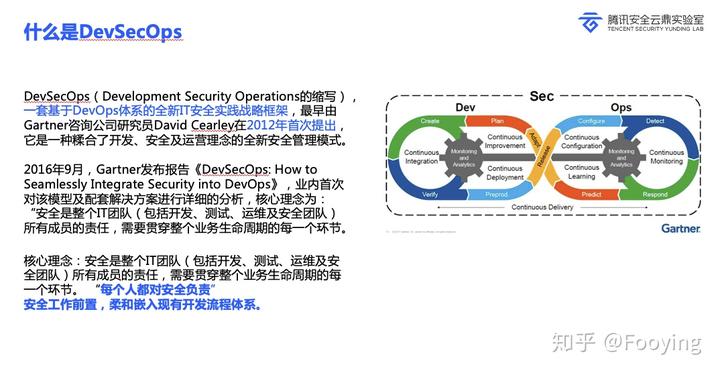 什么是DevSecOps
腾讯安全云鼎实验室
TENCENT SECURITY YUNDING LAB
DevSecOps（Development Security Operations的缩写），
一套基于DevOps体系的全新IT安全实践战略框架，最早由
Gartner咨询公司研究员David Cearley在2012年首次提出，
它是一种糅合了开发、安全及运营理念的全新安全管理模式。
2016年9月，Gartner发布报告《DevSecOps: How to
Seamlessly Integrate Security into DevOps》，业内首次
对该模型及配套解决方案进行详细的分析，核心理念为：
“安全是整个IT团队（包括开发、测试、运维及安全团队）
所有成员的责任，需要贯穿整个业务生命周期的每一个环节。
核心理念：安全是整个IT团队（包括开发、测试、运维及安
全团队）所有成员的责任，需要贯穿整个业务生命周期的每
一个环节。 “每个人都对安全负责”
安全工作前置，柔和嵌入现有开发流程体系。
Sec
Dev
Ops
Create
Plan
Configure
Detect
Continuous
Integration
Monitoring
and
Analytics
Continuous
Improvement
Continuous
Deployment
Adapt
Release
Continuous
Configuration
Continuous
Learning
Monitoring
and
Analytics
Continuous
Monitoring
Verify
Preprod
Predict
Respond
Continuous Delivery
Gartner
知乎 @Fooying